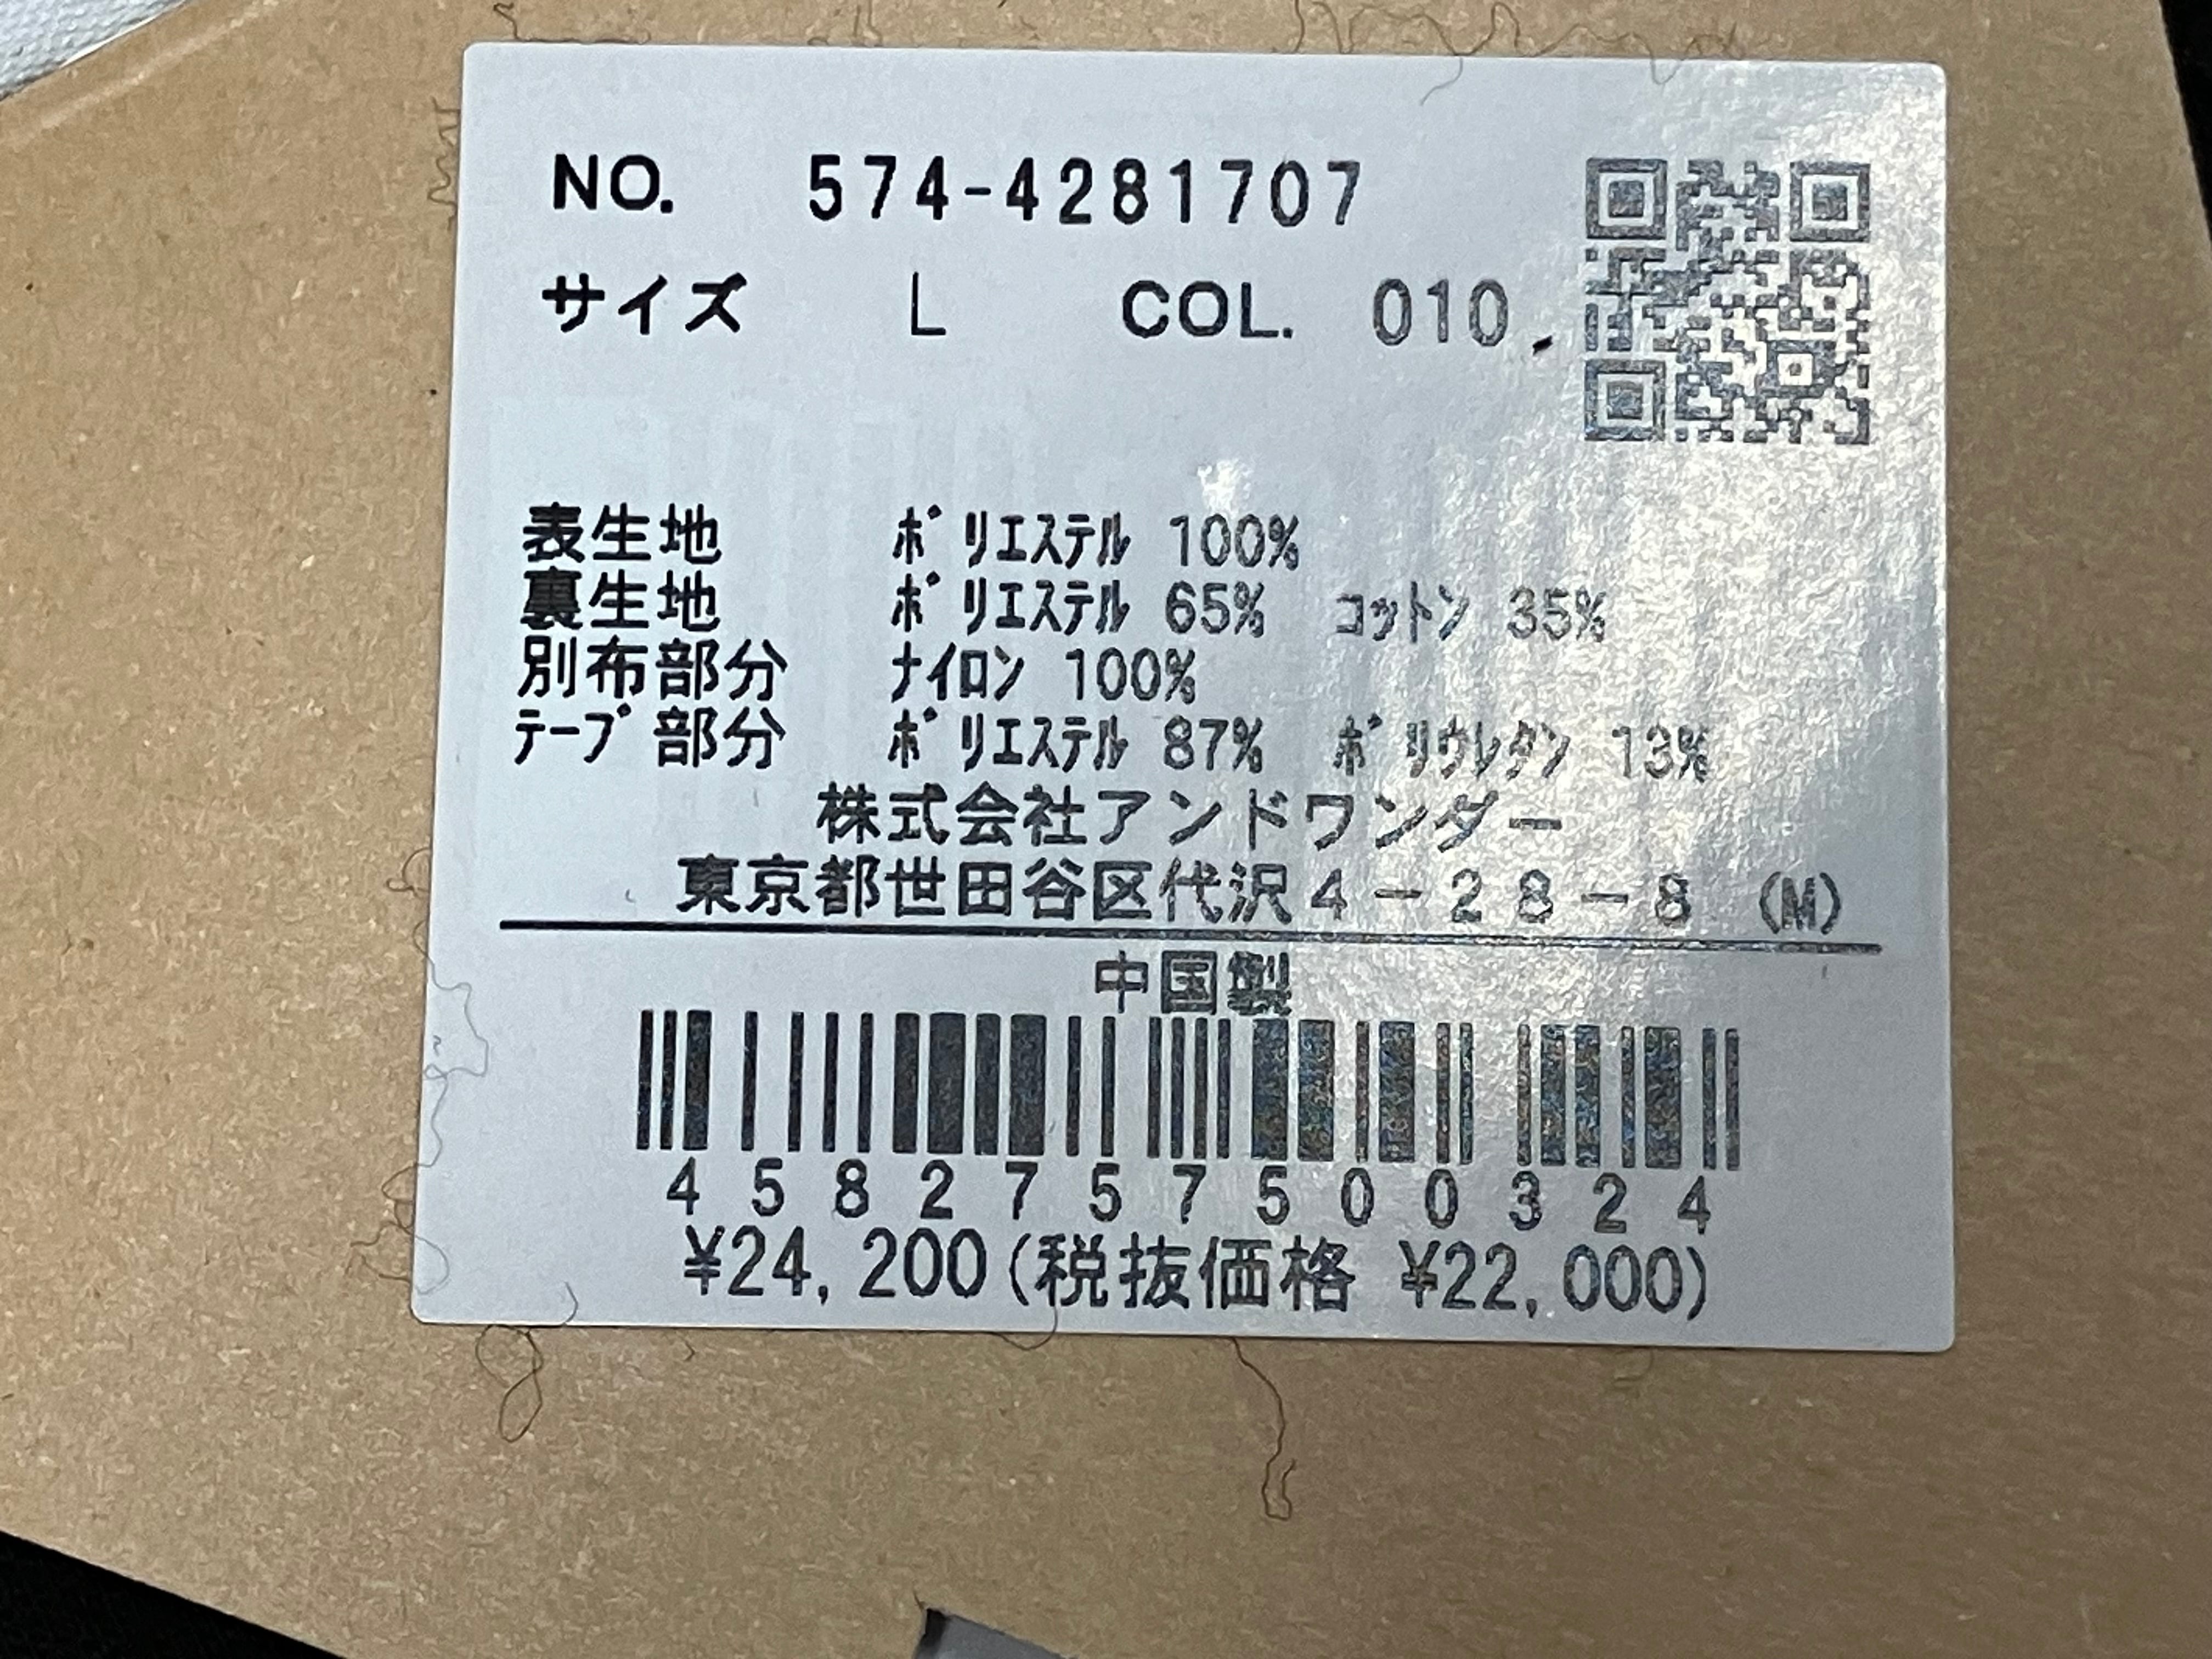 NO. 574-4281707
サイズ L COL. 010
表生地 ﾎﾟﾘｴｽﾃﾙ 100%
裏生地 ﾎﾟﾘｴｽﾃﾙ 65% ｺｯﾄﾝ 35%
別布部分 ﾅｲﾛﾝ 100%
ﾃｰﾌﾟ部分 ﾎﾟﾘｴｽﾃﾙ 87% ﾎﾟﾘｳﾚﾀﾝ 13%
株式会社アンドワンダー
東京都世田谷区代沢４－２８－８ (M)
中国製
4582757500324
¥24,200(税抜価格 ¥22,000)